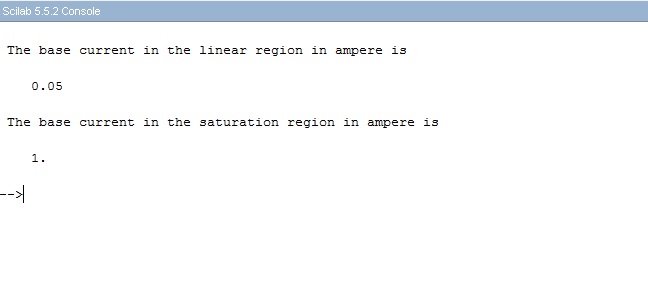 Scilab 5.5.2 Console
The base current in the linear region in ampere is
0.05
The base current in the saturation region in ampere is
1.
-->